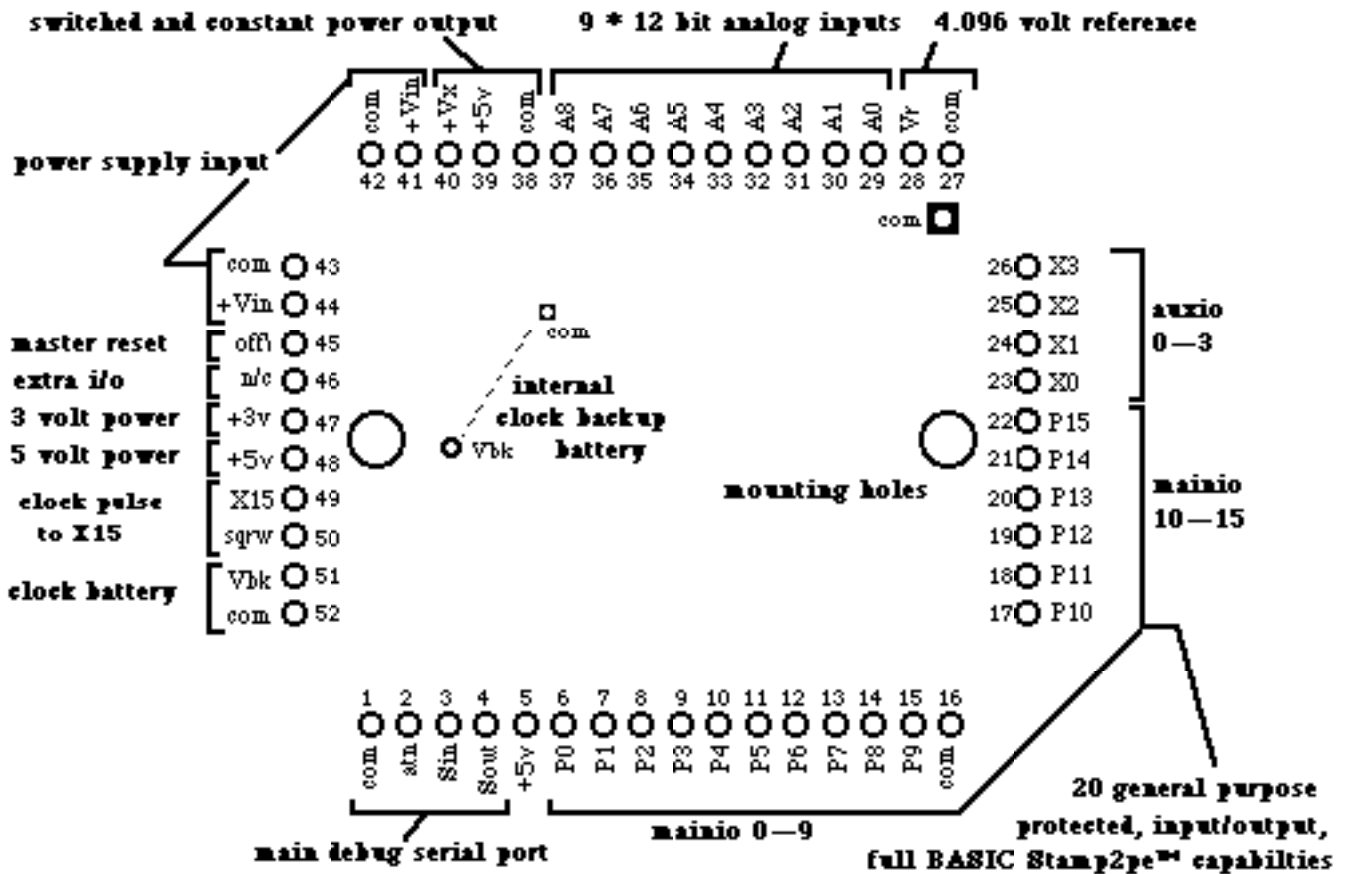 switched and constant power output
9 * 12 bit analog inputs
4.096 volt reference
com +Vin +Vx +5v com A8 A7 A6 A5 A4 A3 A2 A1 A0 Vr com
42 41 40 39 38 37 36 35 34 33 32 31 30 29 28 27
power supply input
com
com 43
+Vin 44
master reset off\ 45
extra i/o n/c 46
3 volt power +3v 47
5 volt power +5v 48
clock pulse
to X15
X15 49
sqrw 50
clock battery
Vbk 51
com 52
com
internal
clock backup
battery
Vbk
mounting holes
26 X3
25 X2
24 X1
23 X0
auxio
0—3
22 P15
21 P14
20 P13
19 P12
18 P11
17 P10
mainio
10—15
1 2 3 4 5 6 7 8 9 10 11 12 13 14 15 16
com atn Sin Sout +5v P0 P1 P2 P3 P4 P5 P6 P7 P8 P9 com
main debug serial port
mainio 0—9
20 general purpose
protected, input/output,
full BASIC Stamp2pe™ capabilties